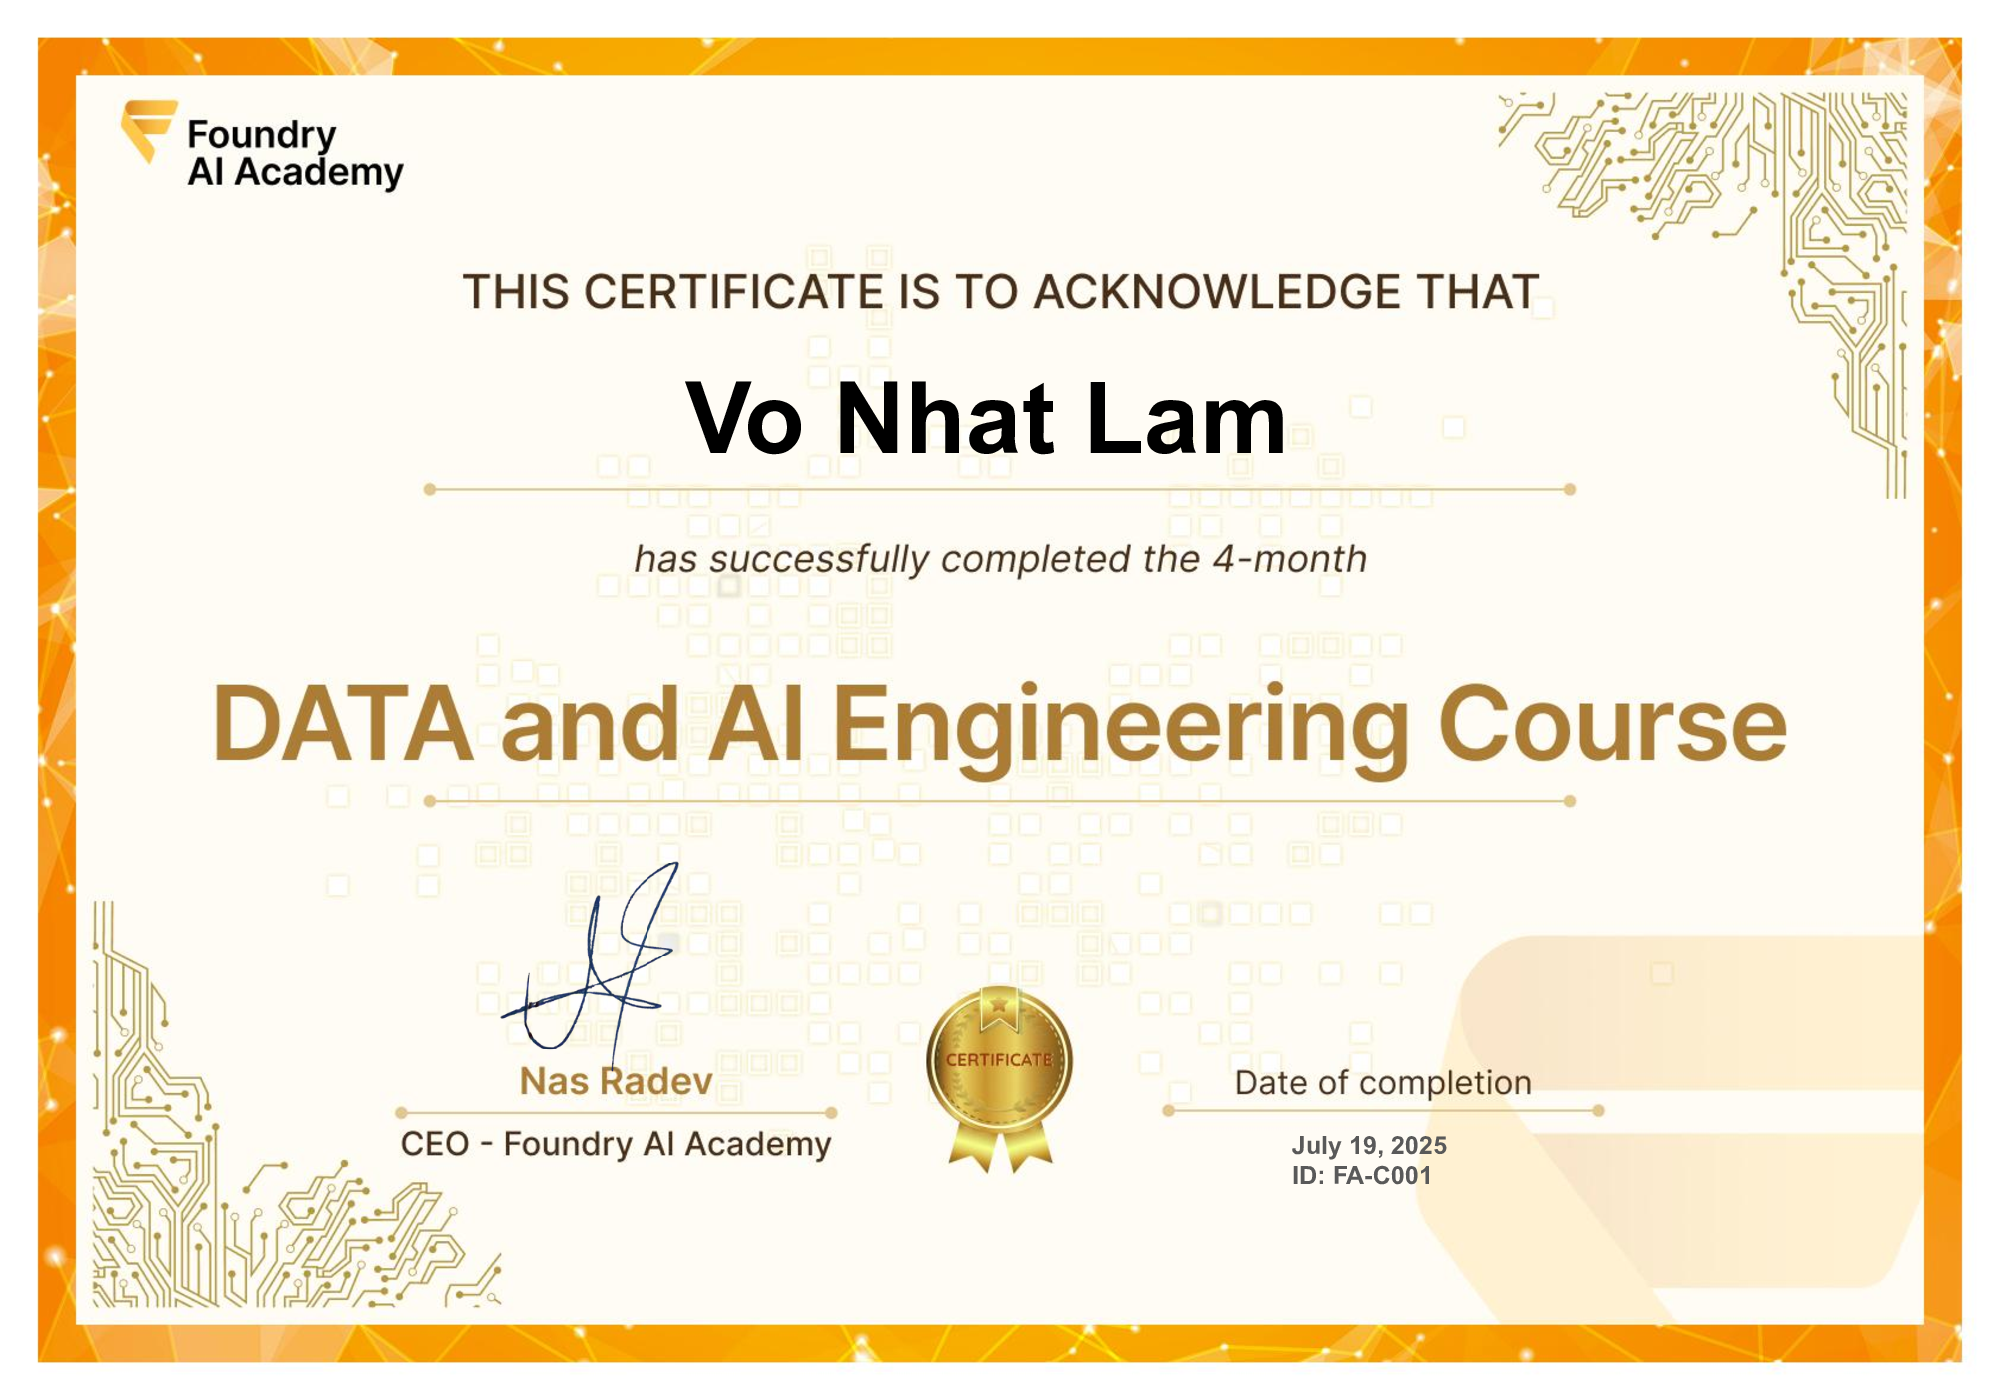 Foundry
AI Academy
THIS CERTIFICATE IS TO ACKNOWLEDGE THAT
Vo Nhat Lam
has successfully completed the 4-month
DATA and AI Engineering Course
Nas Radev
CEO - Foundry AI Academy
CERTIFICATE
Date of completion
July 19, 2025
ID: FA-C001